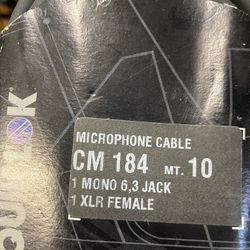 MICROPHONE CABLE
CM 184 MT. 10
1 MONO 6,3 JACK
1 XLR FEMALE